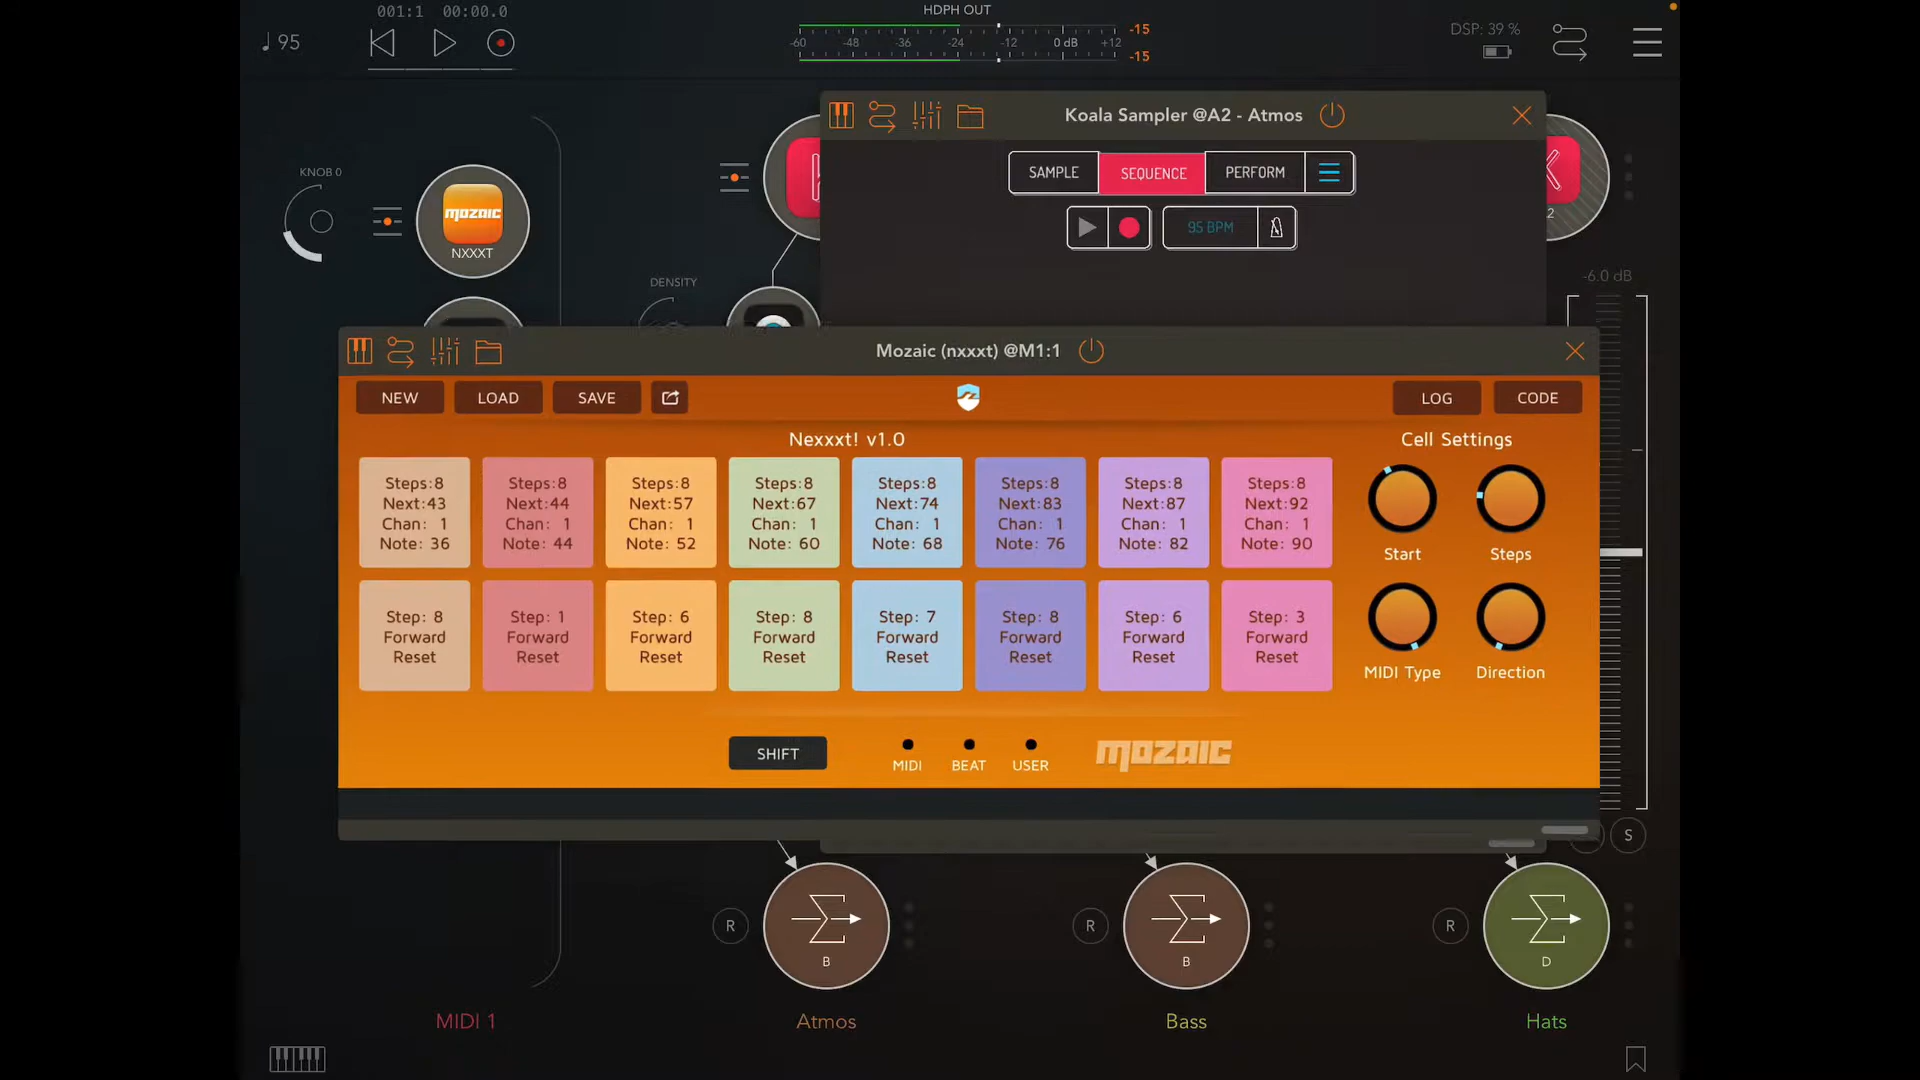 001:1 00:00.0
HDPH OUT
♩ 95
-60 -48 -36 -24 -12 0 dB +12
-15
-15
DSP: 39 %
Koala Sampler @A2 - Atmos
KNOB 0
SAMPLE SEQUENCE PERFORM
mozaic
NXXXT
2
95 BPM
DENSITY
-6.0 dB
Mozaic (nxxxt) @M1:1
NEW LOAD SAVE LOG CODE
Nexxxt! v1.0
Cell Settings
Steps:8
Next:43
Chan: 1
Note: 36
Steps:8
Next:44
Chan: 1
Note: 44
Steps:8
Next:57
Chan: 1
Note: 52
Steps:8
Next:67
Chan: 1
Note: 60
Steps:8
Next:74
Chan: 1
Note: 68
Steps:8
Next:83
Chan: 1
Note: 76
Steps:8
Next:87
Chan: 1
Note: 82
Steps:8
Next:92
Chan: 1
Note: 90
Start Steps
Step: 8
Forward
Reset
Step: 1
Forward
Reset
Step: 6
Forward
Reset
Step: 8
Forward
Reset
Step: 7
Forward
Reset
Step: 8
Forward
Reset
Step: 6
Forward
Reset
Step: 3
Forward
Reset
MIDI Type Direction
SHIFT
MIDI BEAT USER
mozaic
S
R B R B R D
MIDI 1 Atmos Bass Hats